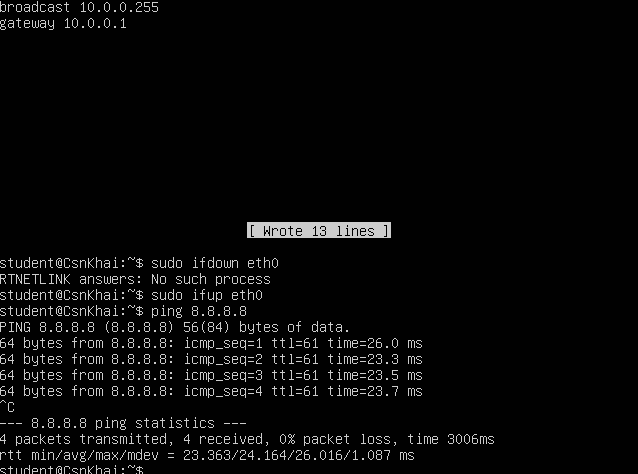 broadcast 10.0.0.255
gateway 10.0.0.1
[ Wrote 13 lines ]
student@CsnKhai:~$ sudo ifdown eth0
RTNETLINK answers: No such process
student@CsnKhai:~$ sudo ifup eth0
student@CsnKhai:~$ ping 8.8.8.8
PING 8.8.8.8 (8.8.8.8) 56(84) bytes of data.
64 bytes from 8.8.8.8: icmp_seq=1 ttl=61 time=26.0 ms
64 bytes from 8.8.8.8: icmp_seq=2 ttl=61 time=23.3 ms
64 bytes from 8.8.8.8: icmp_seq=3 ttl=61 time=23.5 ms
64 bytes from 8.8.8.8: icmp_seq=4 ttl=61 time=23.7 ms
^C
--- 8.8.8.8 ping statistics ---
4 packets transmitted, 4 received, 0% packet loss, time 3006ms
rtt min/avg/max/mdev = 23.363/24.164/26.016/1.087 ms
student@CsnKhai:~$